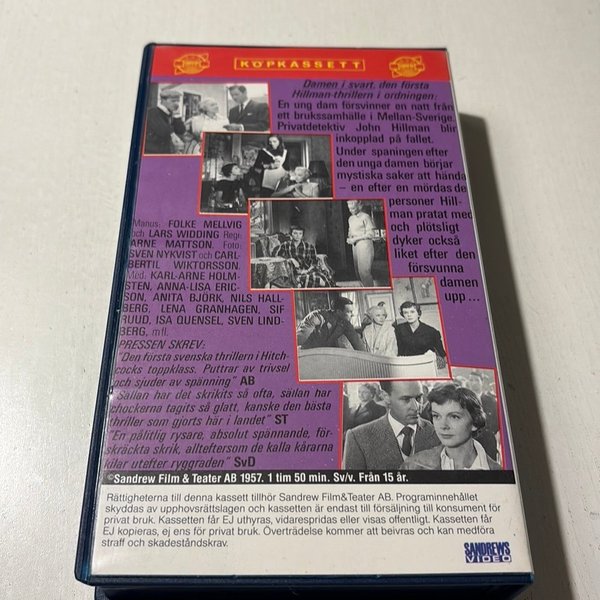 KÖPKASSETT
Damen i svart, den första
Hillman-thrillern i ordningen:
En ung dam försvinner en natt från
ett brukssamhälle i Mellan-Sverige.
Privatdetektiv John Hillman blir
inkopplad på fallet.
Under spaningen efter
den unga damen börjar
mystiska saker att hända
– en efter en mördas de
personer Hill-
man pratat med
och plötsligt
dyker också
liket efter den
försvunna
damen
upp ...
Manus: FOLKE MELLVIG
och LARS WIDDING Regi:
ARNE MATTSON. Foto:
SVEN NYKVIST och CARL-
BERTIL WIKTORSSON.
Med: KARL-ARNE HOLM-
STEN, ANNA-LISA ERIC-
SON, ANITA BJÖRK, NILS HALL-
BERG, LENA GRANHAGEN, SIF
RUUD, ISA QUENSEL, SVEN LIND-
BERG, m.fl.
PRESSEN SKREV:
"Den första svenska thrillern i Hitch-
cocks toppklass. Puttrar av trivsel
och sjuder av spänning" AB
"Sällan har det skrikits så ofta, sällan har
chockerna tagits så glatt, kanske den bästa
thriller som gjorts här i landet" ST
"En pålitlig rysare, absolut spännande, för-
skräckta skrik, allteftersom de kalla kårarna
kilar utefter ryggraden" SvD
©Sandrew Film & Teater AB 1957. 1 tim 50 min. Sv/v. Från 15 år.
Rättigheterna till denna kassett tillhör Sandrew Film&Teater AB. Programinnehållet
skyddas av upphovsrättslagen och kassetten är endast till försäljning till konsument för
privat bruk. Kassetten får EJ uthyras, vidarespridas eller visas offentligt. Kassetten får
EJ kopieras, ej ens för privat bruk. Överträdelse kommer att beivras och kan medföra
straff och skadeståndskrav.
SANDREWS
VIDEO